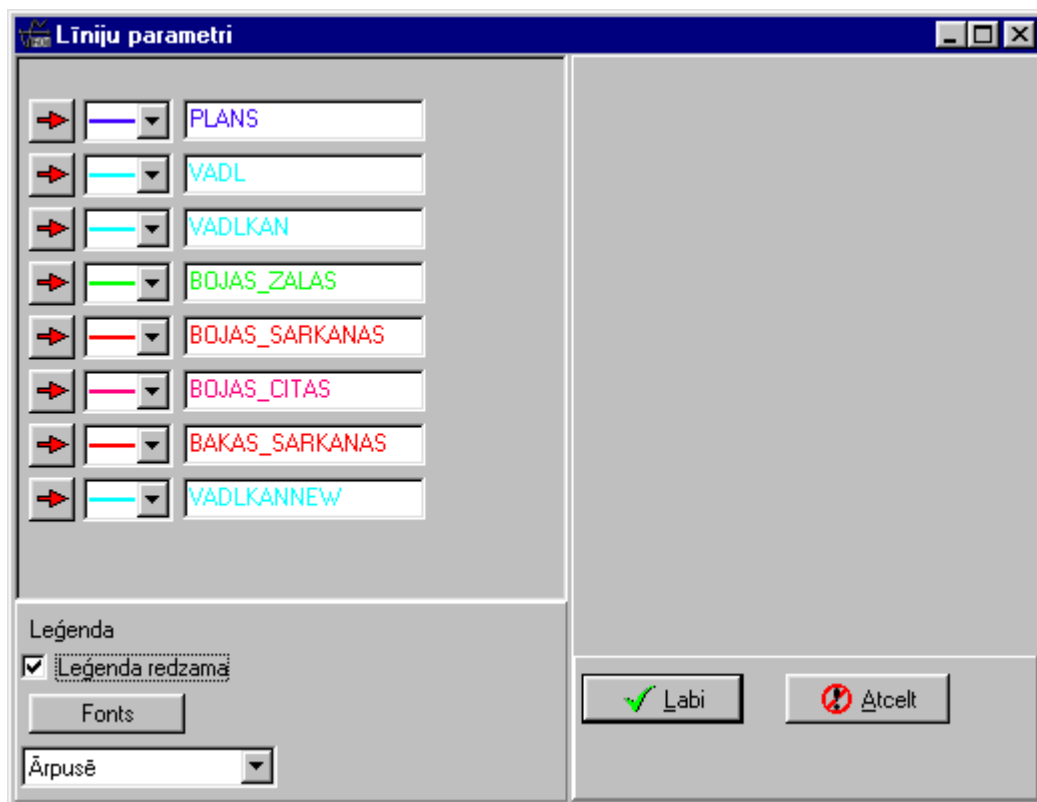 Līniju parametri
PLANS
VADL
VADLKAN
BOJAS_ZALAS
BOJAS_SARKANAS
BOJAS_CITAS
BAKAS_SARKANAS
VADLKANNEW
Leģenda
Leģenda redzama
Fonts
Ārpusē
Labi
Atcelt